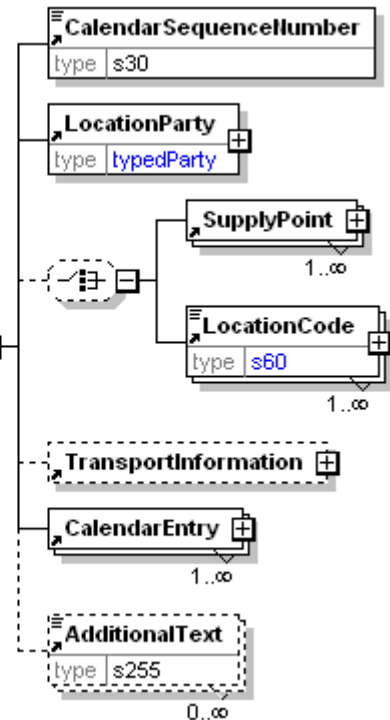 CalendarSequenceNumber
type s30
LocationParty
type typedParty
SupplyPoint
1..∞
LocationCode
type s60
1..∞
TransportInformation
CalendarEntry
1..∞
AdditionalText
type s255
0..∞